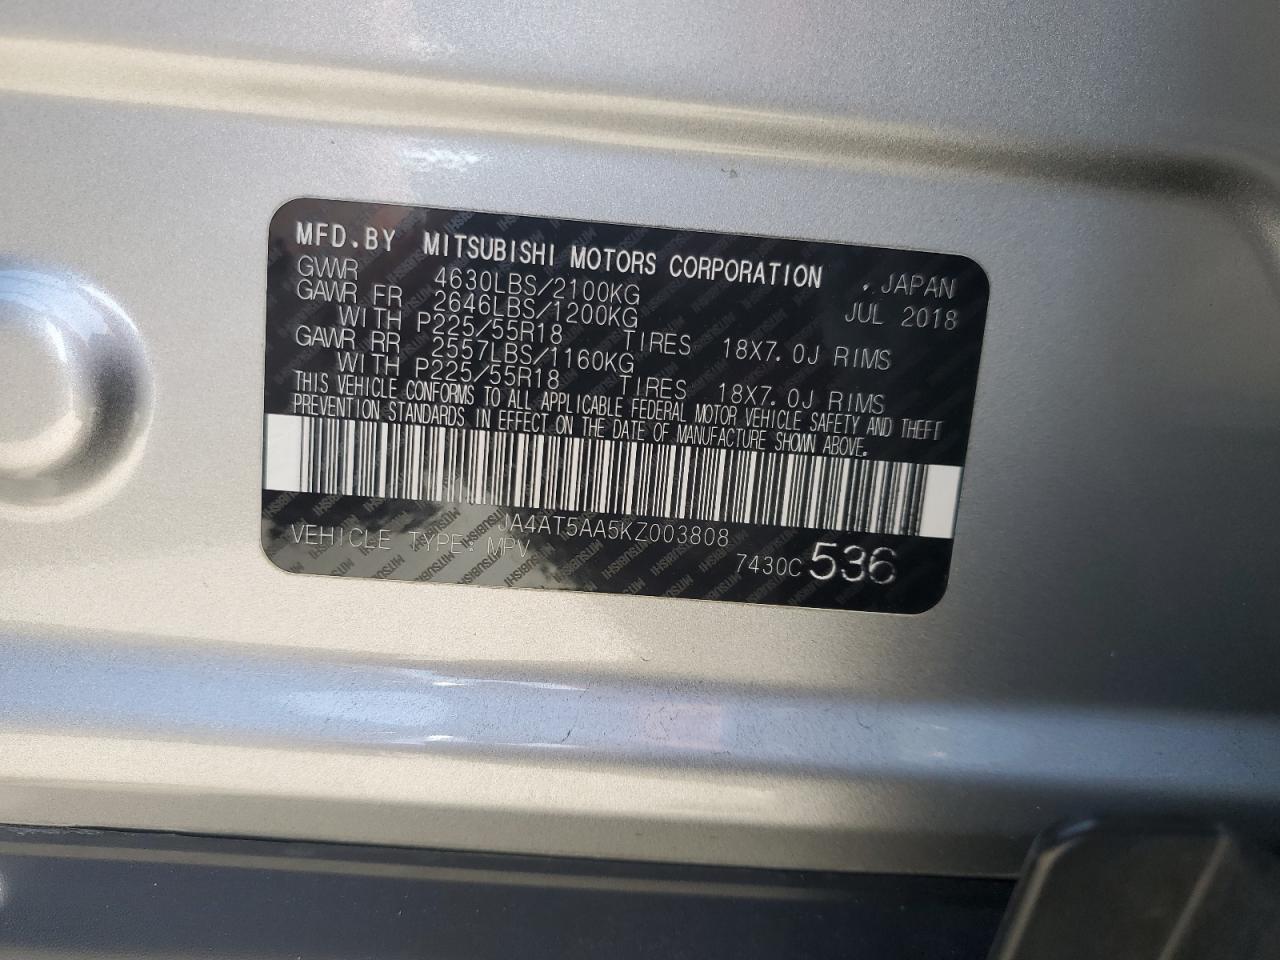 MFD.BY MITSUBISHI MOTORS CORPORATION . JAPAN
GVWR 4630LBS/2100KG JUL 2018
GAWR FR 2646LBS/1200KG
WITH P225/55R18 TIRES 18X7.0J RIMS
GAWR RR 2557LBS/1160KG
WITH P225/55R18 TIRES 18X7.0J RIMS
THIS VEHICLE CONFORMS TO ALL APPLICABLE FEDERAL MOTOR VEHICLE SAFETY AND THEFT
PREVENTION STANDARDS IN EFFECT ON THE DATE OF MANUFACTURE SHOWN ABOVE.
JA4AT5AA5KZ003808
VEHICLE TYPE: MPV 7430C 536